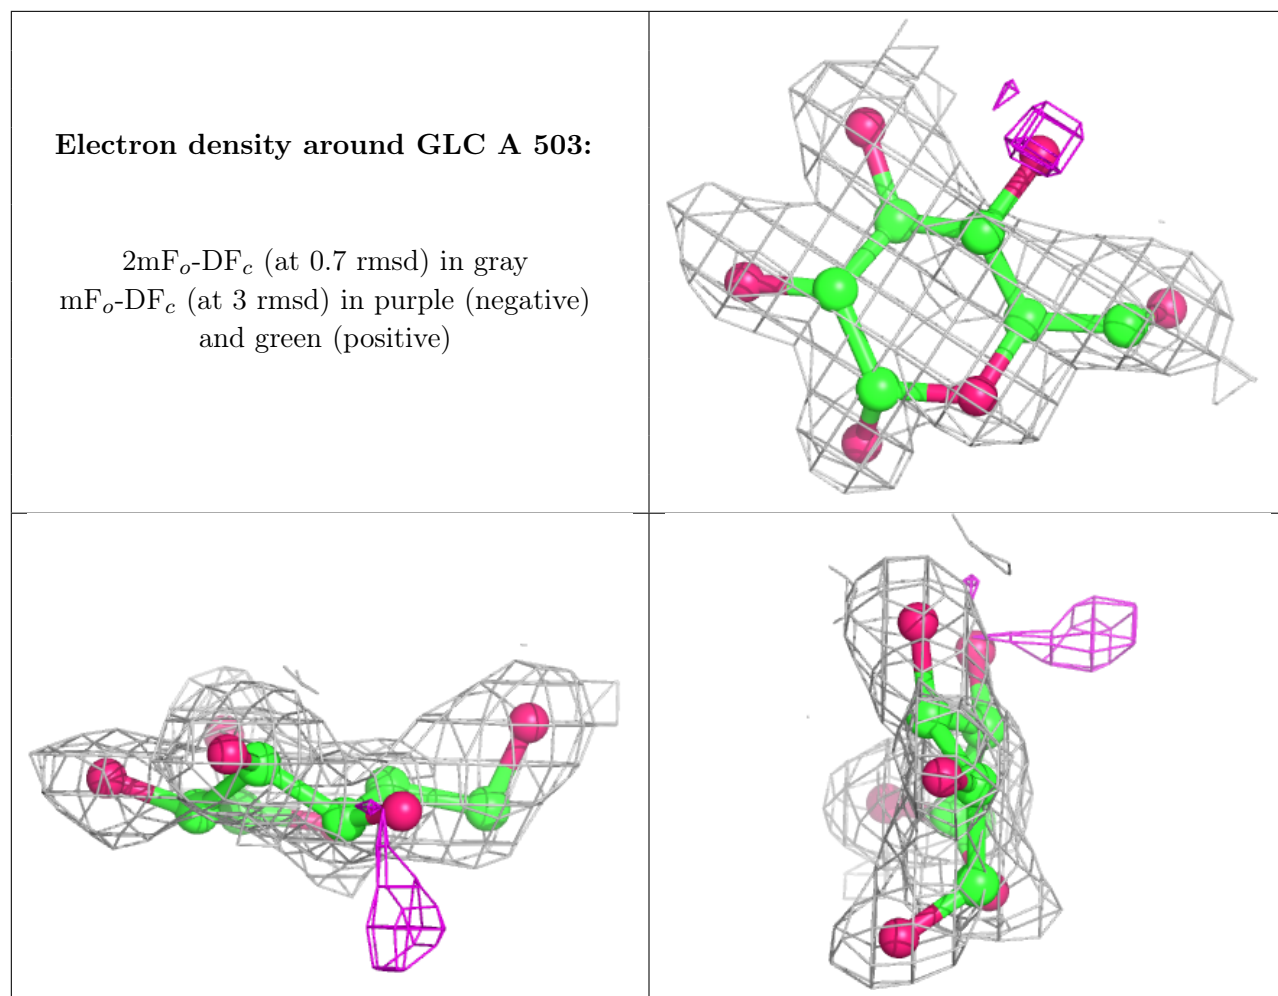 Electron density around GLC A 503:
2mFo-DFc (at 0.7 rmsd) in gray
mFo-DFc (at 3 rmsd) in purple (negative)
and green (positive)